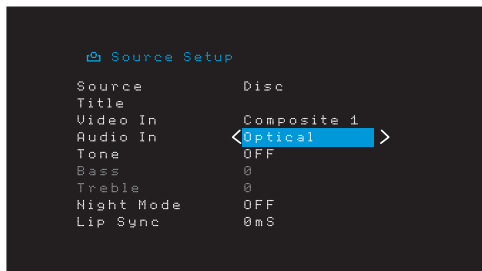 Source Setup
Source Disc
Title
Video In Composite 1
Audio In Optical
Tone OFF
Bass 0
Treble 0
Night Mode OFF
Lip Sync 0mS